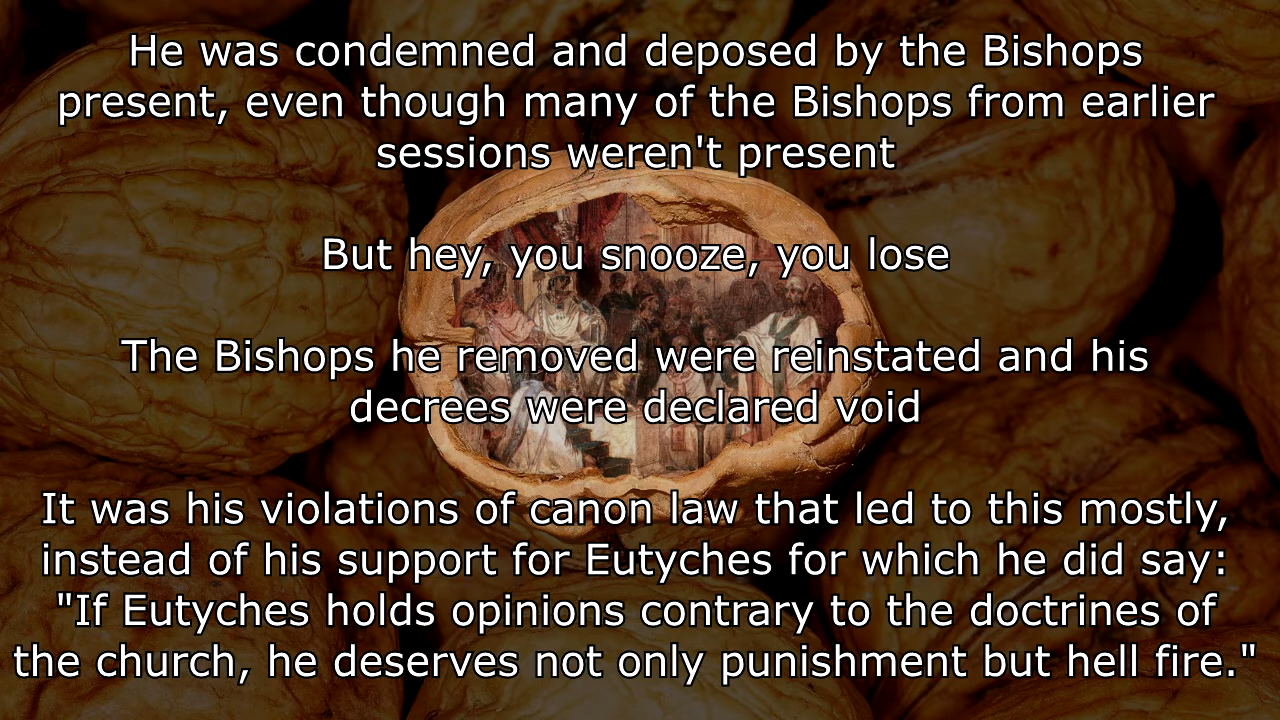 He was condemned and deposed by the Bishops
present, even though many of the Bishops from earlier
sessions weren't present
But hey, you snooze, you lose
The Bishops he removed were reinstated and his
decrees were declared void
It was his violations of canon law that led to this mostly,
instead of his support for Eutyches for which he did say:
"If Eutyches holds opinions contrary to the doctrines of
the church, he deserves not only punishment but hell fire."